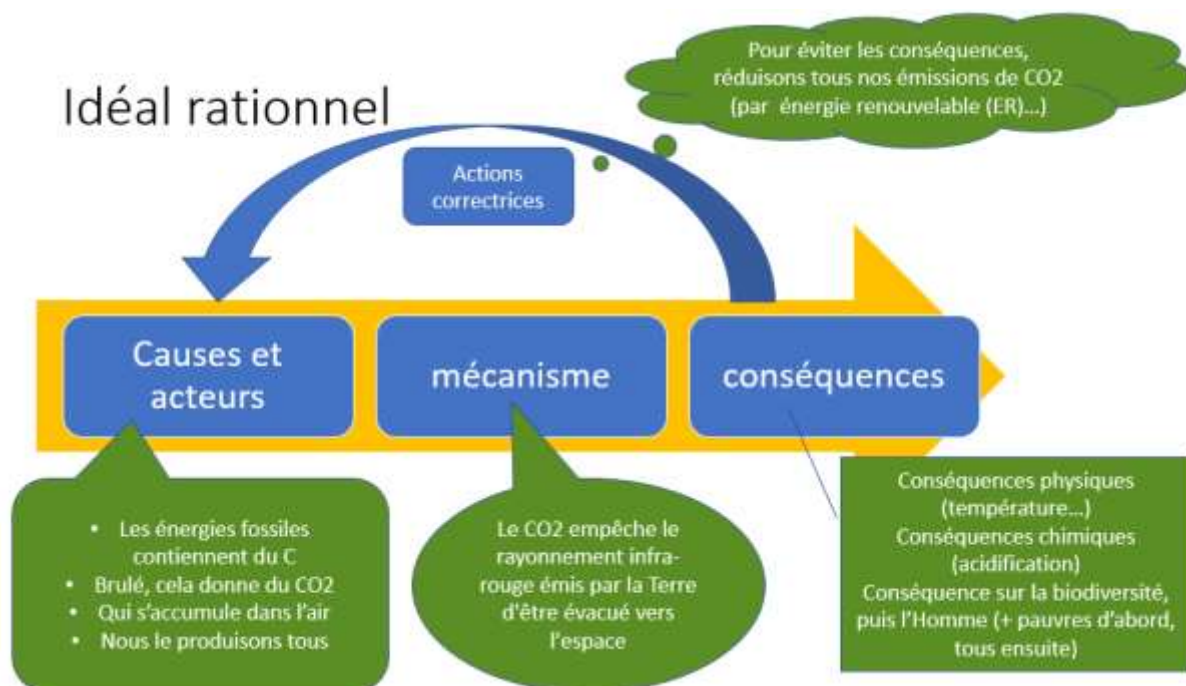 Idéal rationnel
Pour éviter les conséquences,
réduisons tous nos émissions de CO2
(par énergie renouvelable (ER)...)
Actions
correctrices
Causes et
acteurs
mécanisme
conséquences
• Les énergies fossiles
contiennent du C
• Brulé, cela donne du CO2
• Qui s'accumule dans l'air
• Nous le produisons tous
Le CO2 empêche le
rayonnement infra-
rouge émis par la Terre
d'être évacué vers
l'espace
Conséquences physiques
(température...)
Conséquences chimiques
(acidification)
Conséquence sur la biodiversité,
puis l'Homme (+ pauvres d'abord,
tous ensuite)